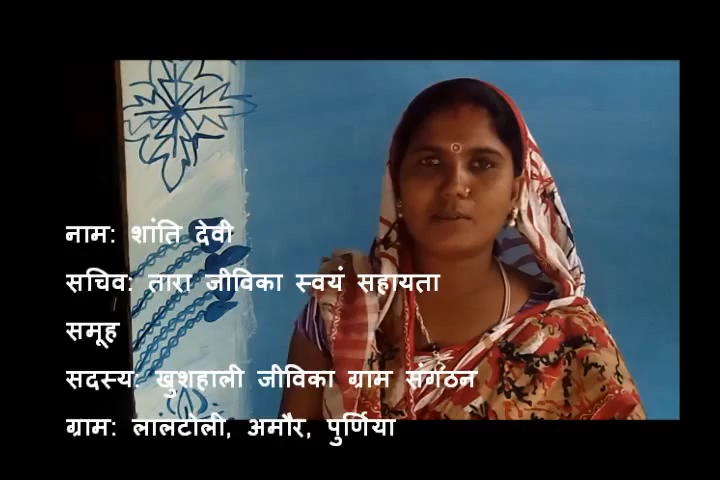 नाम: शांति देवी
सचिव: तारा जीविका स्वयं सहायता
समूह
सदस्य: खुशहाली जीविका ग्राम संगठन
ग्राम: लालटोली, अमौर, पुर्णिया